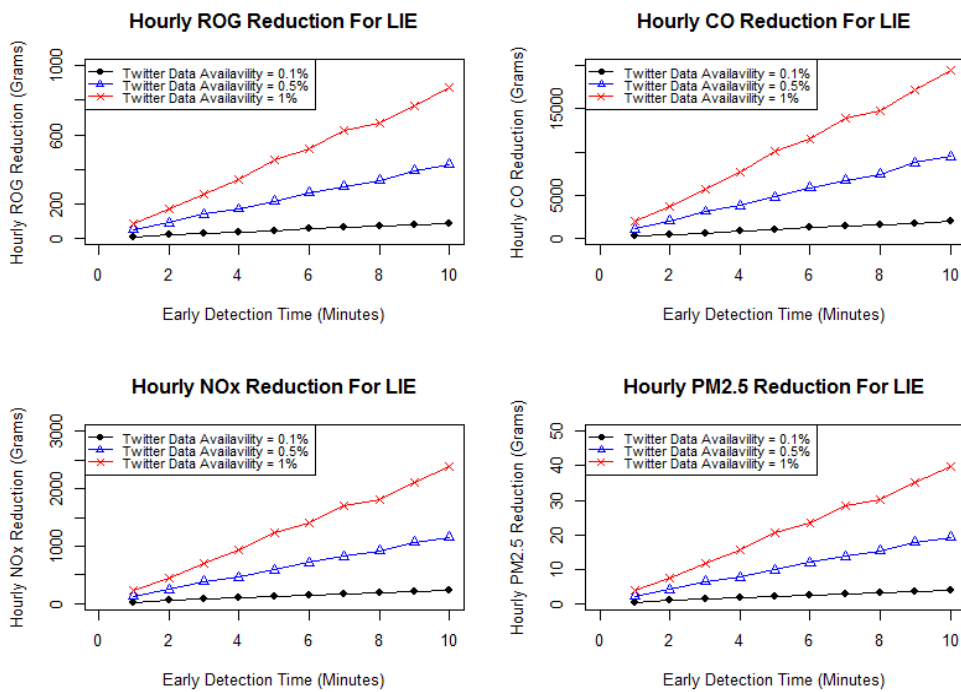 Hourly ROG Reduction For LIE
Hourly ROG Reduction (Grams)
1000
600
200
0
Twitter Data Availavility = 0.1%
Twitter Data Availavility = 0.5%
Twitter Data Availavility = 1%
0 2 4 6 8 10
Early Detection Time (Minutes)
Hourly CO Reduction For LIE
Hourly CO Reduction (Grams)
15000
5000
0
Twitter Data Availavility = 0.1%
Twitter Data Availavility = 0.5%
Twitter Data Availavility = 1%
0 2 4 6 8 10
Early Detection Time (Minutes)
Hourly NOx Reduction For LIE
Hourly NOx Reduction (Grams)
3000
2000
1000
0
Twitter Data Availavility = 0.1%
Twitter Data Availavility = 0.5%
Twitter Data Availavility = 1%
0 2 4 6 8 10
Early Detection Time (Minutes)
Hourly PM2.5 Reduction For LIE
Hourly PM2.5 Reduction (Grams)
50
40
30
20
10
0
Twitter Data Availavility = 0.1%
Twitter Data Availavility = 0.5%
Twitter Data Availavility = 1%
0 2 4 6 8 10
Early Detection Time (Minutes)